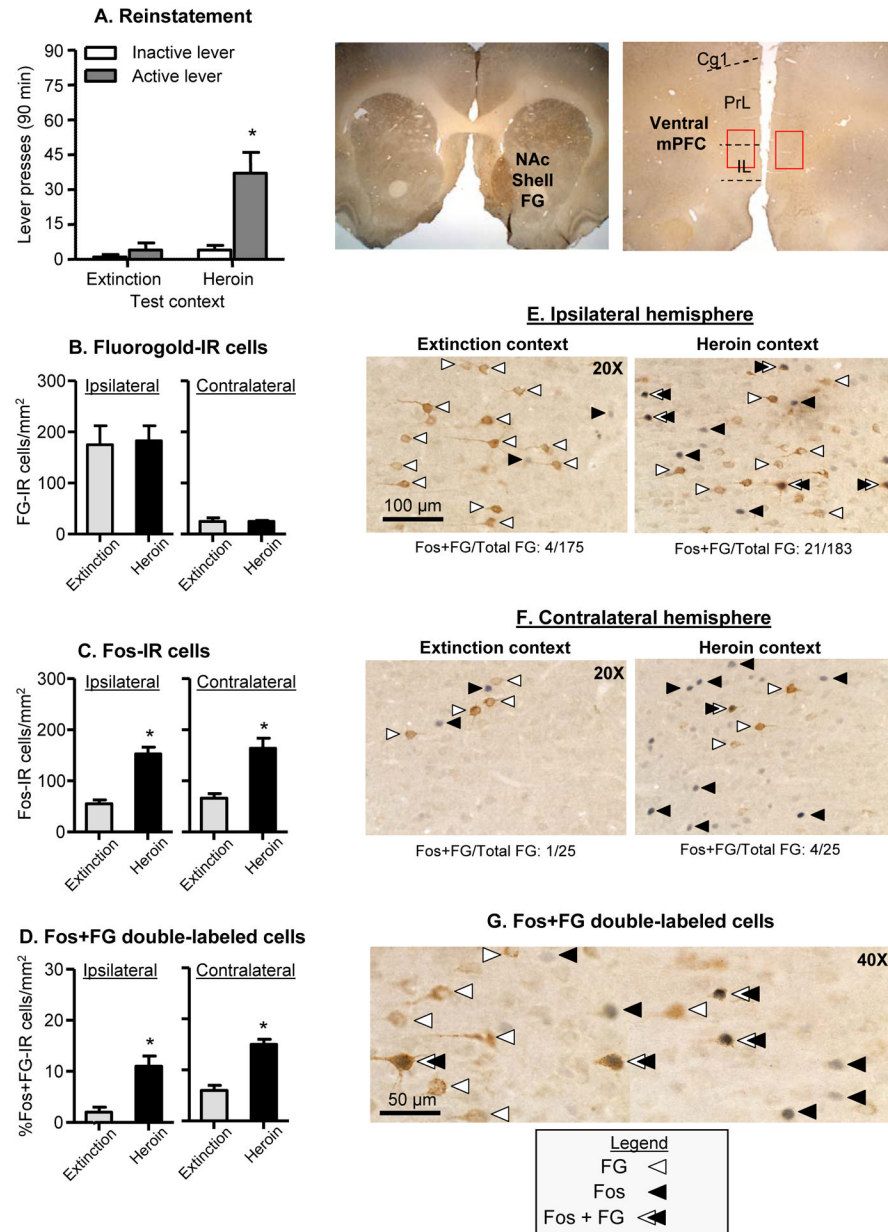 A. Reinstatement
Inactive lever
Active lever
Lever presses (90 min)
90
75
60
45
30
15
0
*
Extinction
Heroin
Test context
NAc
Shell
FG
Cg1
PrL
Ventral
mPFC
IL
B. Fluorogold-IR cells
Ipsilateral
Contralateral
FG-IR cells/mm²
300
200
100
0
Extinction
Heroin
Extinction
Heroin
C. Fos-IR cells
Ipsilateral
Contralateral
Fos-IR cells/mm²
300
200
100
0
*
*
Extinction
Heroin
Extinction
Heroin
D. Fos+FG double-labeled cells
Ipsilateral
Contralateral
%Fos+FG-IR cells/mm²
30
20
10
0
*
*
Extinction
Heroin
Extinction
Heroin
E. Ipsilateral hemisphere
Extinction context
Heroin context
20X
100 µm
Fos+FG/Total FG: 4/175
Fos+FG/Total FG: 21/183
F. Contralateral hemisphere
Extinction context
Heroin context
20X
Fos+FG/Total FG: 1/25
Fos+FG/Total FG: 4/25
G. Fos+FG double-labeled cells
40X
50 µm
Legend
FG
Fos
Fos + FG